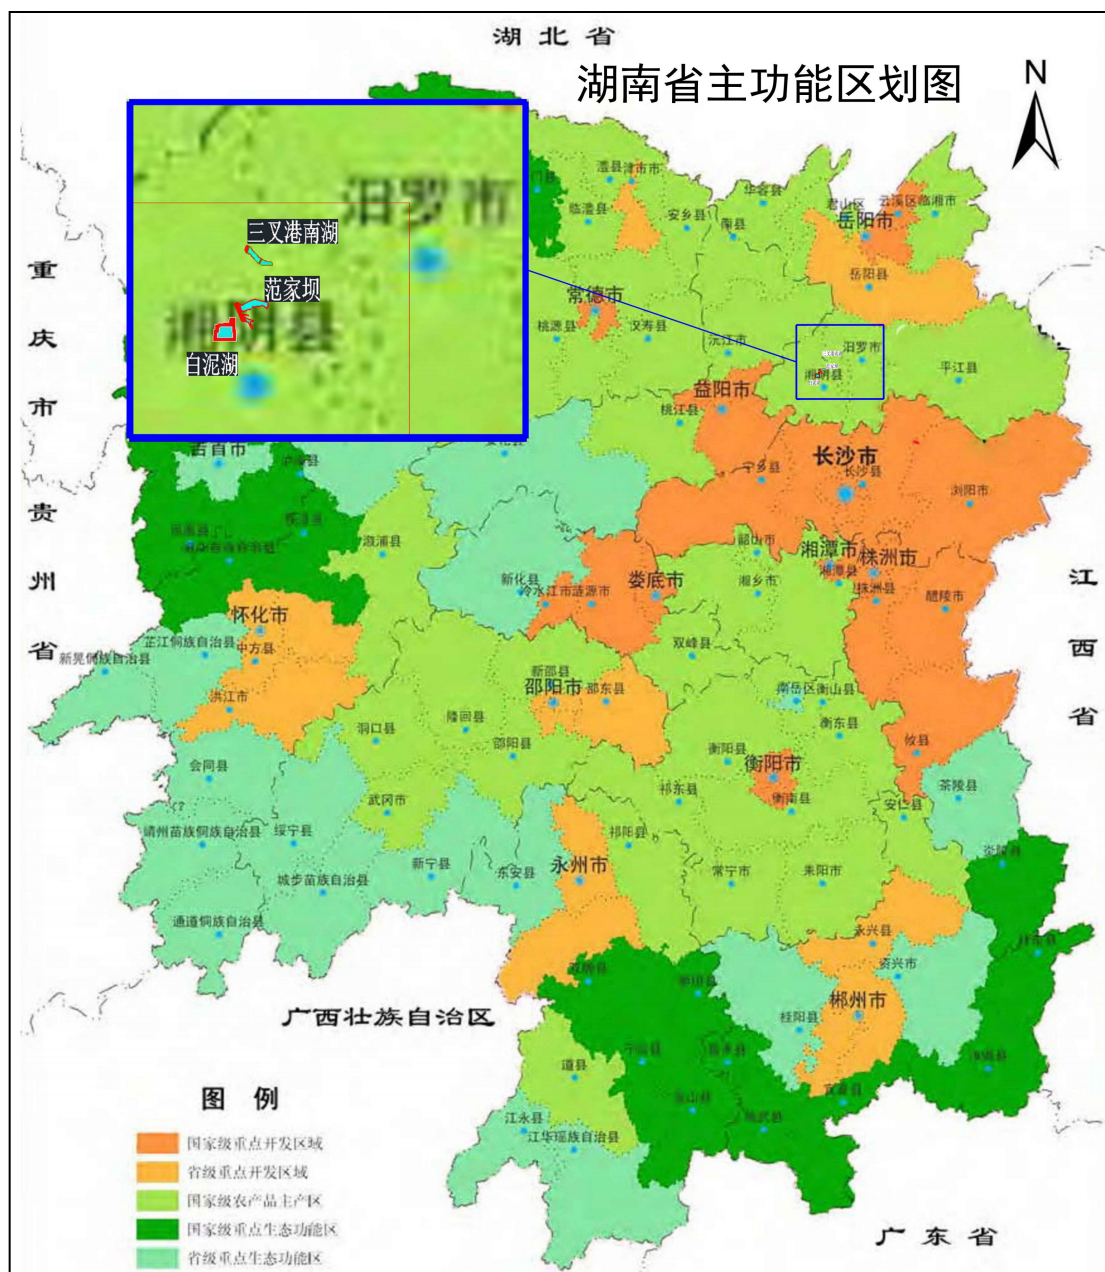 湖北省
湖南省主功能区划图
N
汨罗市
三叉港南湖
范家坝
湘阴县
白泥湖
澧县
津市市
临澧县
安乡县
华容县
南县
君山区
云溪区
临湘市
岳阳市
岳阳县
常德市
桃源县
汉寿县
沅江市
汨罗市
湘阴县
平江县
益阳市
桃江县
宁乡县
长沙市
长沙县
浏阳市
重庆市
吉首市
贵州省
溆浦县
新化县
冷水江市
涟源市
娄底市
韶山市
湘乡市
湘潭市
湘潭县
株洲市
株洲县
醴陵市
江西省
怀化市
芷江侗族自治县
新晃侗族自治县
中方县
洪江市
双峰县
新邵县
邵阳市
邵东县
南岳区
衡山县
衡东县
隆回县
洞口县
邵阳县
衡阳县
衡阳市
攸县
会同县
武冈市
祁东县
衡南县
安仁县
茶陵县
靖州苗族侗族自治县
绥宁县
祁阳县
炎陵县
城步苗族自治县
新宁县
东安县
永州市
常宁市
耒阳市
通道侗族自治县
永兴县
资兴市
双牌县
郴州市
桂阳县
广西壮族自治区
宜章县
道县
江永县
江华瑶族自治县
广东省
图例
国家级重点开发区域
省级重点开发区域
国家级农产品主产区
国家级重点生态功能区
省级重点生态功能区